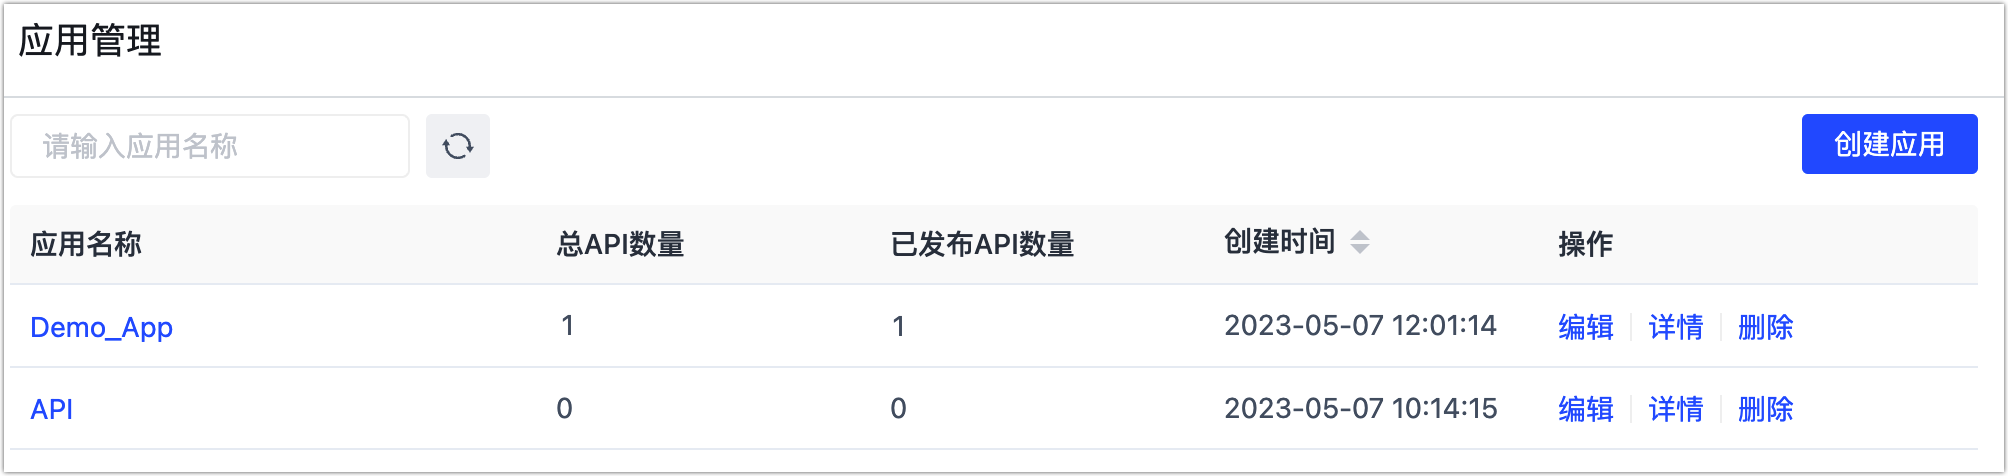 应用管理
请输入应用名称
创建应用
应用名称 总API数量 已发布API数量 创建时间 操作
Demo_App 1 1 2023-05-07 12:01:14 编辑 详情 删除
API 0 0 2023-05-07 10:14:15 编辑 详情 删除